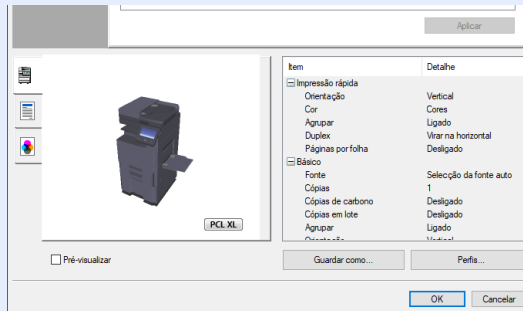 Aplicar
Item Detalhe
Impressão rápida
Orientação Vertical
Cor Cores
Agrupar Ligado
Duplex Virar na horizontal
Páginas por folha Desligado
Básico
Fonte Selecção da fonte auto
Cópias 1
Cópias de carbono Desligado
Cópias em lote Desligado
Agrupar Ligado
Orientação Vertical
PCL XL
Pré-visualizar
Guardar como...
Perfis...
OK
Cancelar